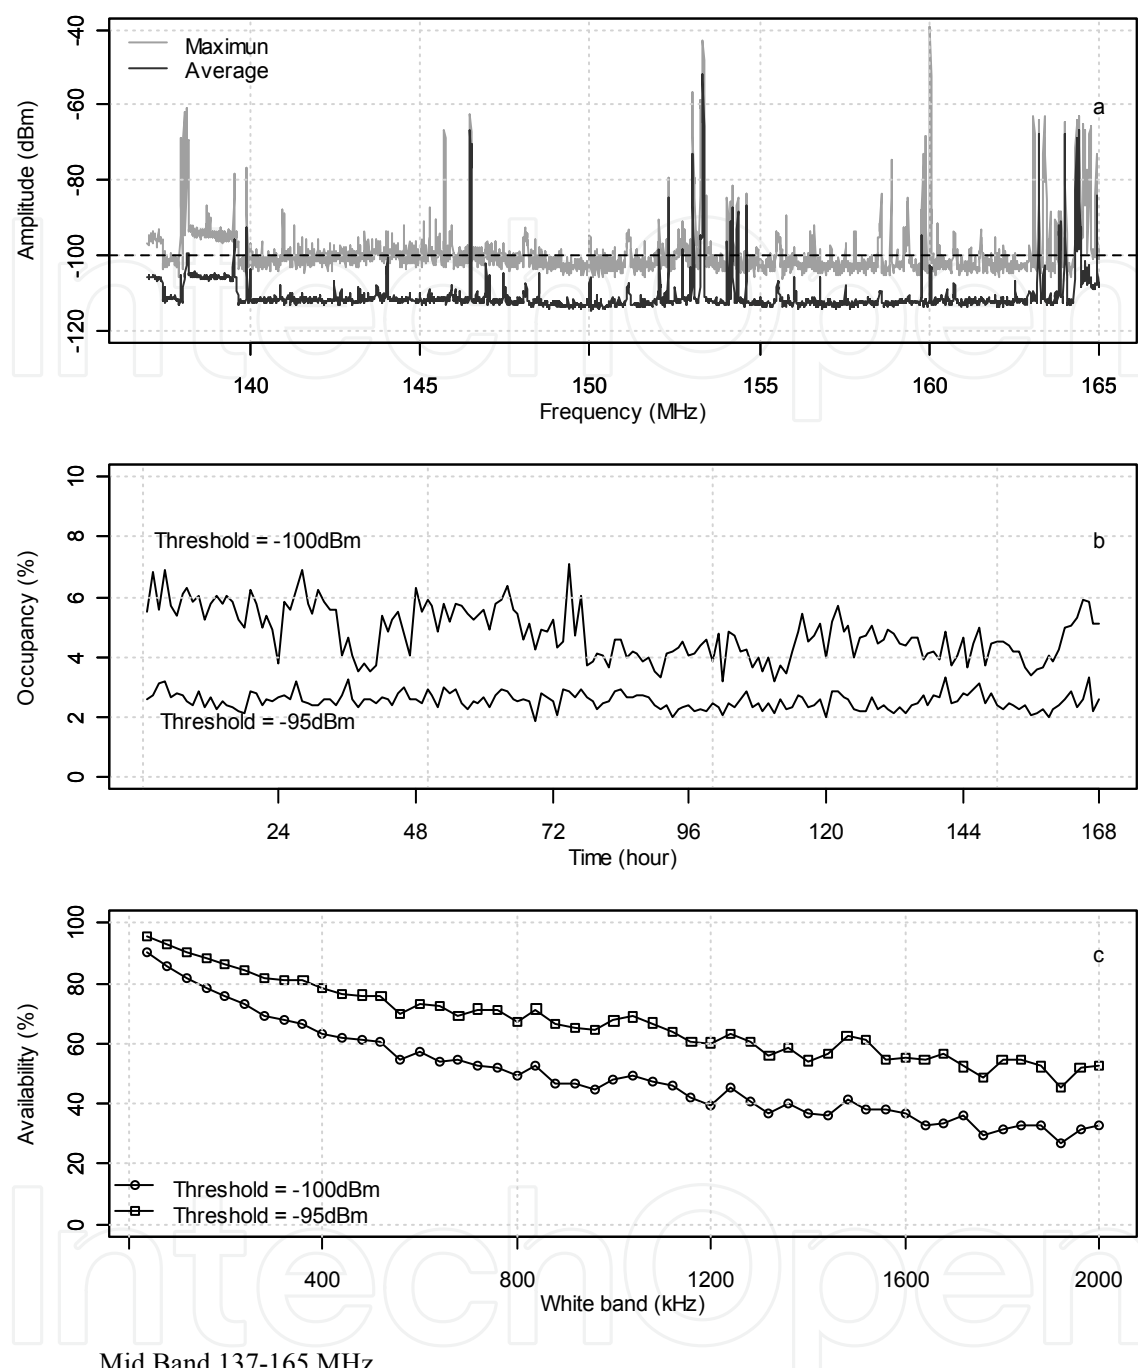 Maximun
Average
a
Amplitude (dBm)
-40
-60
-80
-100
-120
140 145 150 155 160 165
Frequency (MHz)
Threshold = -100dBm
b
Threshold = -95dBm
Occupancy (%)
10
8
6
4
2
0
24 48 72 96 120 144 168
Time (hour)
c
Availability (%)
100
80
60
40
20
0
Threshold = -100dBm
Threshold = -95dBm
400 800 1200 1600 2000
White band (kHz)
IntechOpen
IntechOpen
Mid Band 137-165 MHz